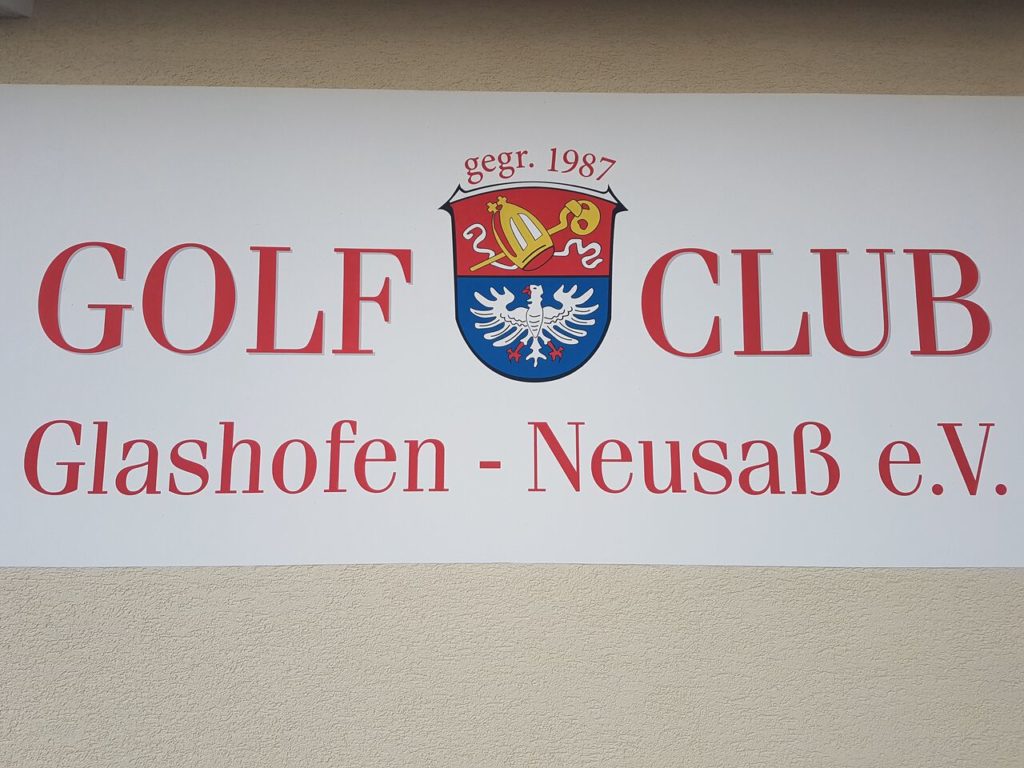 gegr. 1987
GOLF CLUB
Glashofen - Neusaß e.V.